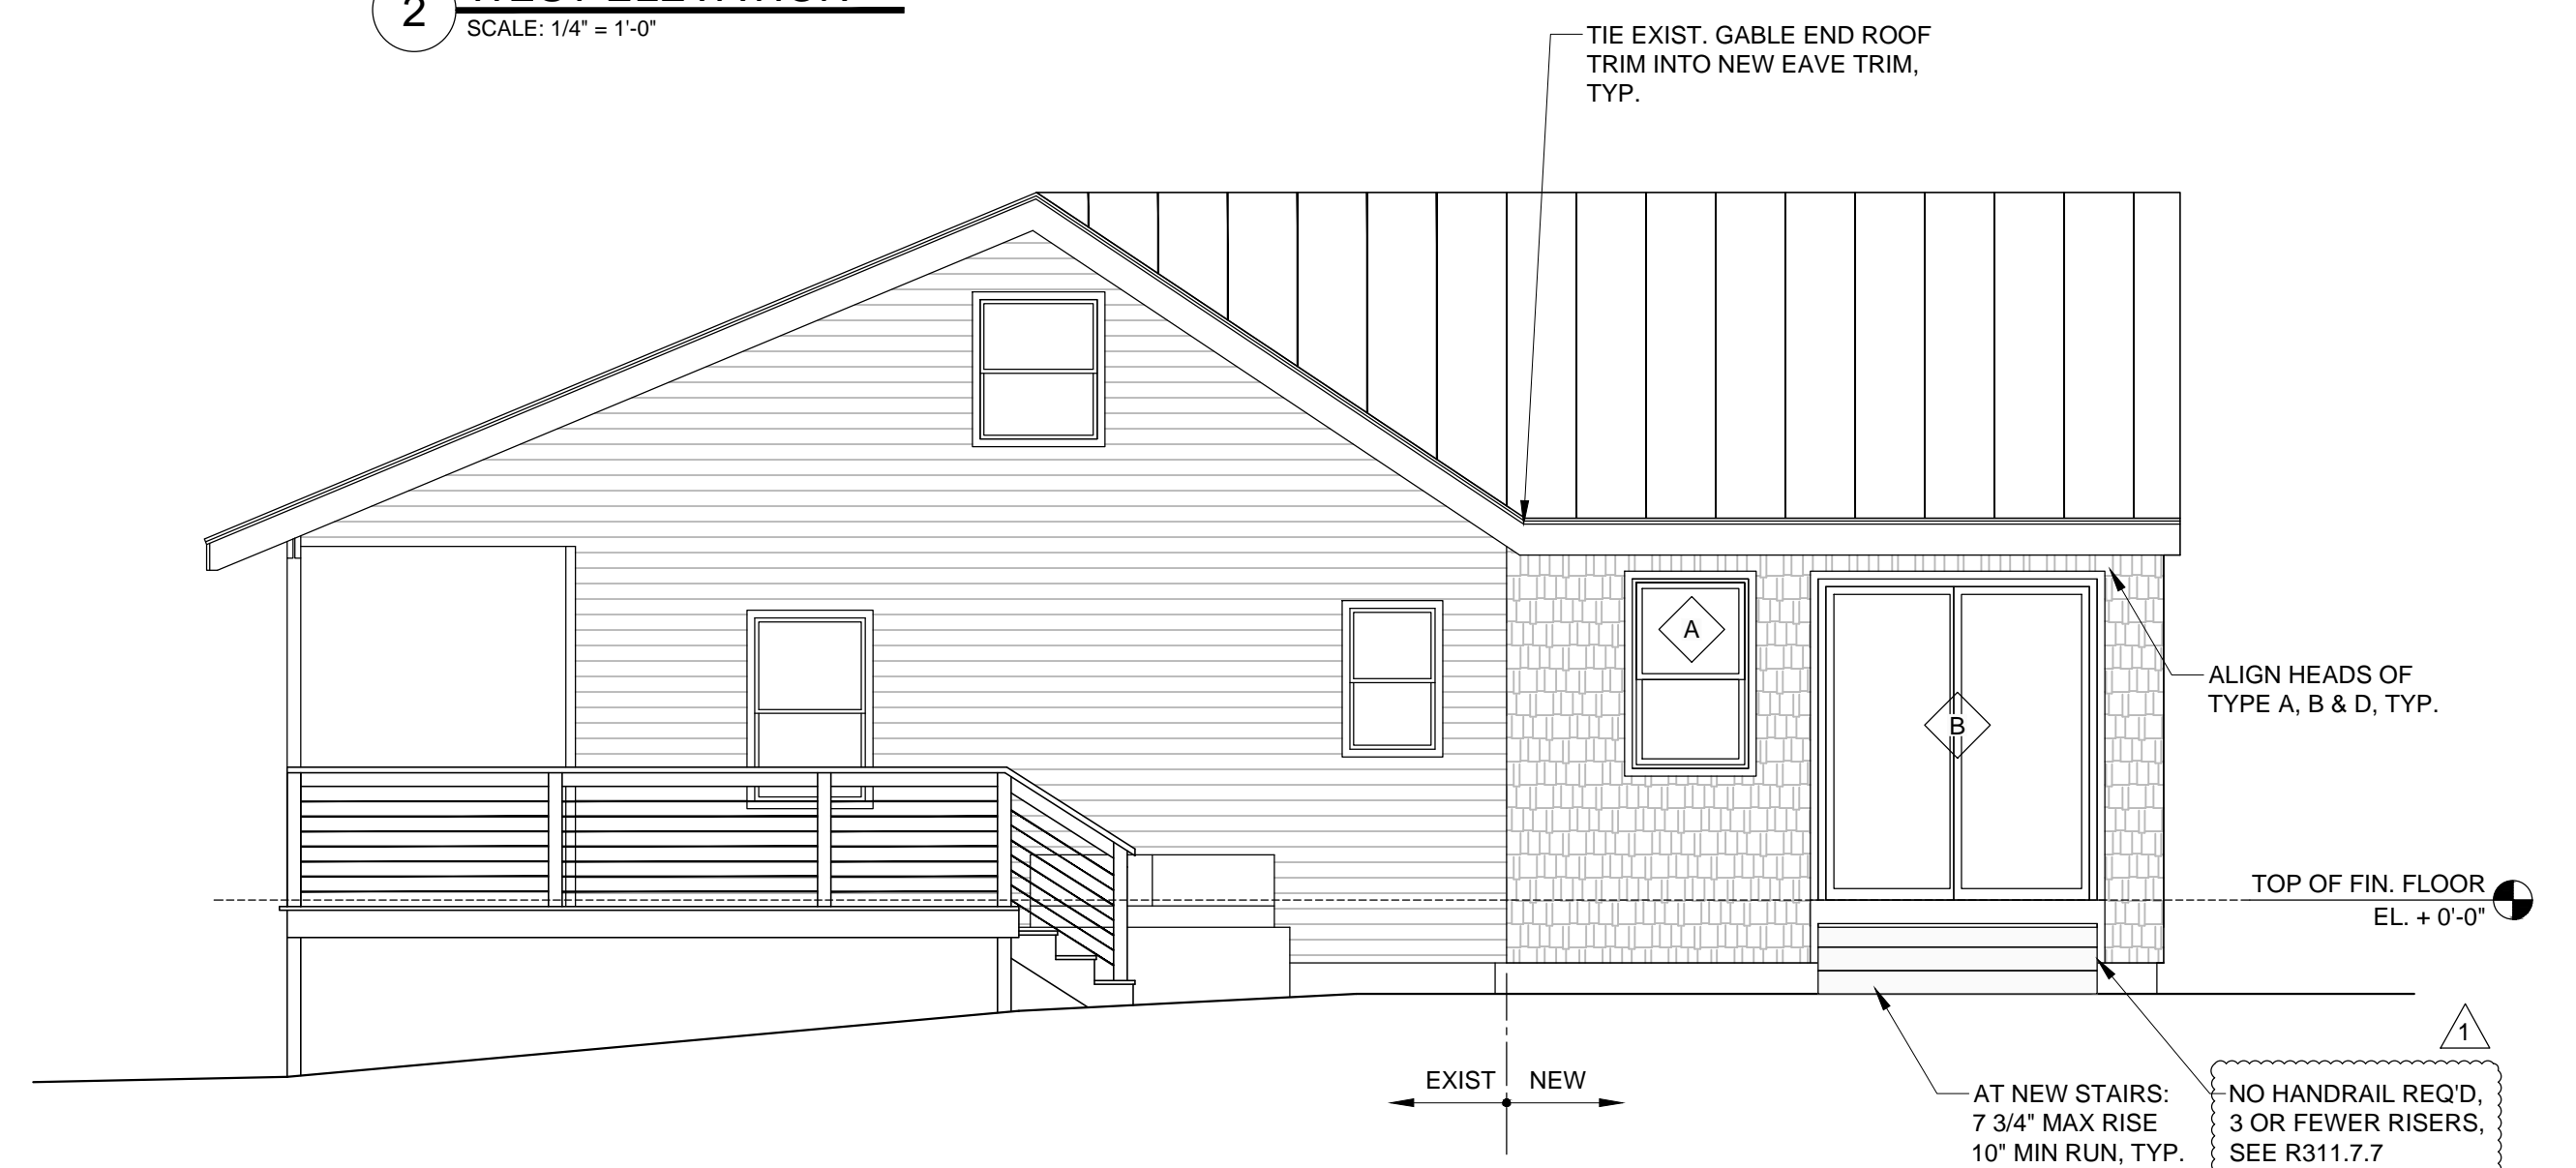 2
WEST ELEVATION
SCALE: 1/4" = 1'-0"
TIE EXIST. GABLE END ROOF
TRIM INTO NEW EAVE TRIM,
TYP.
A
B
ALIGN HEADS OF
TYPE A, B & D, TYP.
TOP OF FIN. FLOOR
EL. + 0'-0"
1
EXIST
NEW
AT NEW STAIRS:
7 3/4" MAX RISE
10" MIN RUN, TYP.
NO HANDRAIL REQ'D,
3 OR FEWER RISERS,
SEE R311.7.7